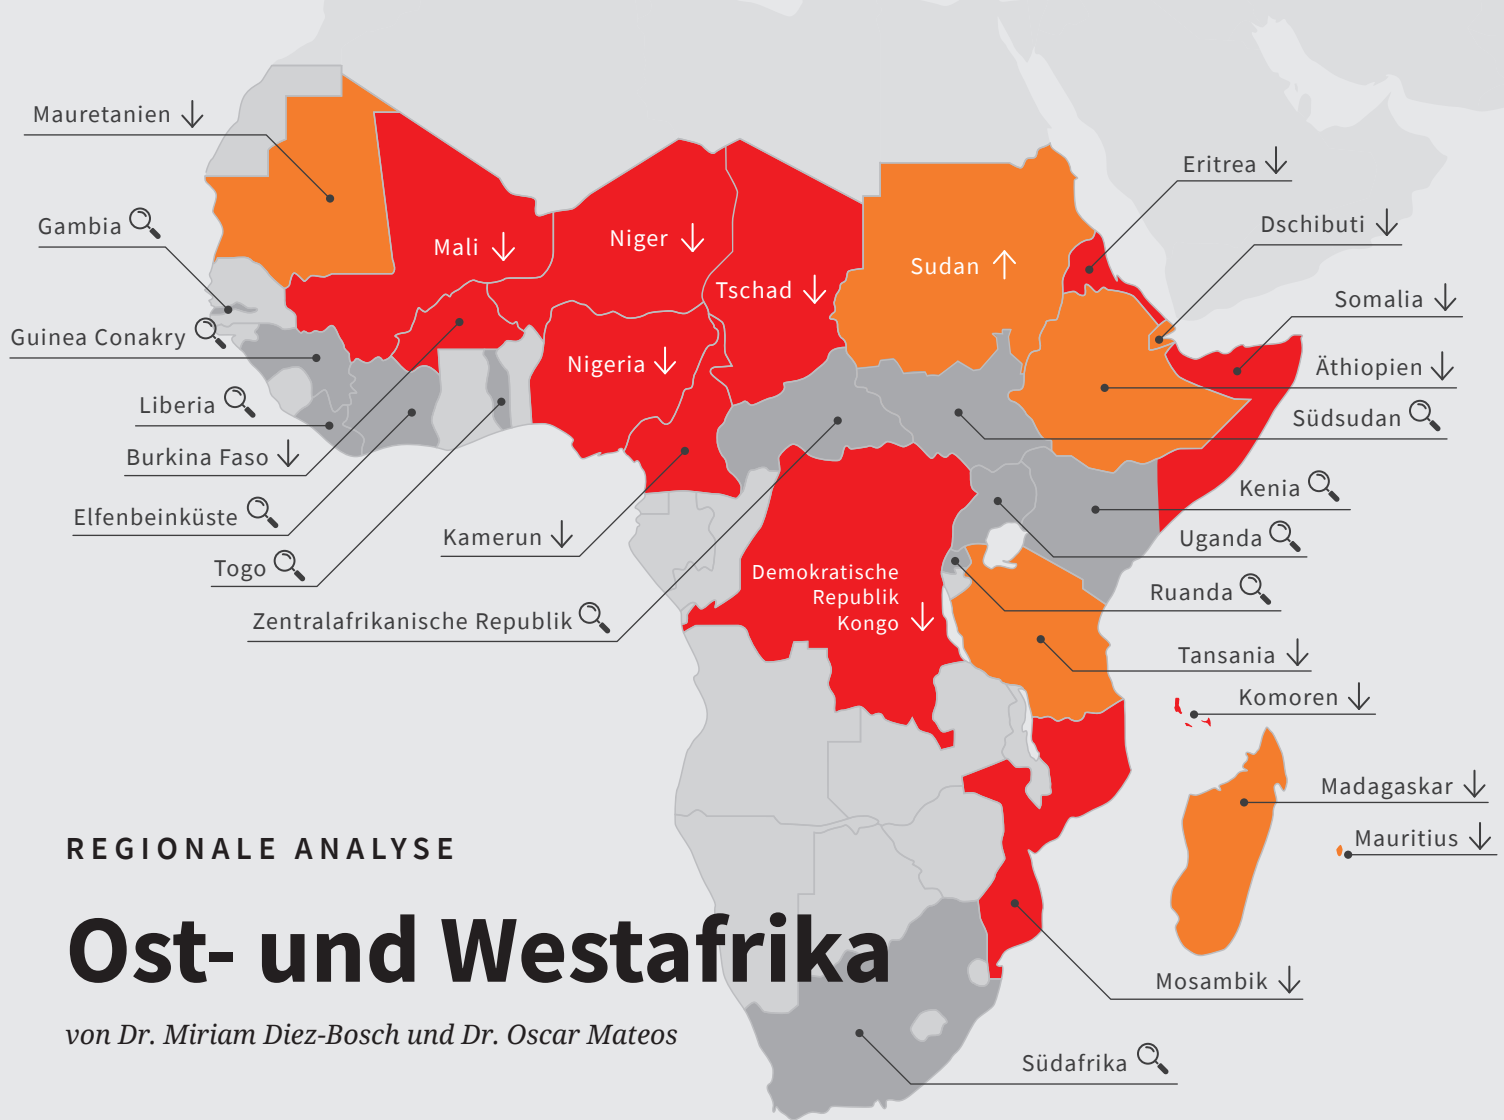 Mauretanien
Gambia
Guinea Conakry
Liberia
Burkina Faso
Elfenbeinküste
Togo
Zentralafrikanische Republik
Kamerun
Mali
Niger
Tschad
Nigeria
Sudan
Demokratische
Republik
Kongo
Eritrea
Dschibuti
Somalia
Äthiopien
Südsudan
Kenia
Uganda
Ruanda
Tansania
Komoren
Madagaskar
Mauritius
Mosambik
Südafrika
REGIONALE ANALYSE
Ost- und Westafrika
von Dr. Miriam Diez-Bosch und Dr. Oscar Mateos